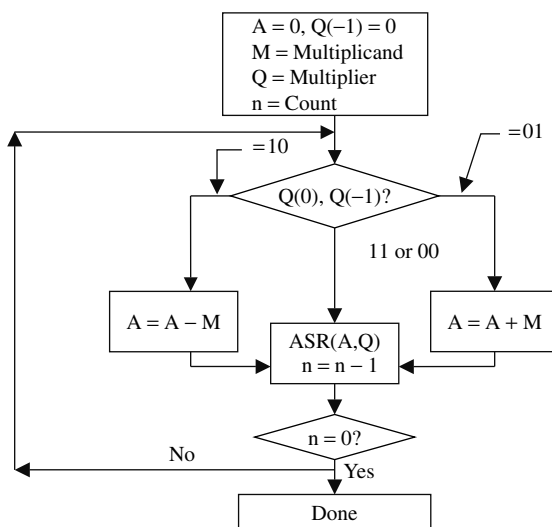 A = 0, Q(−1) = 0
M = Multiplicand
Q = Multiplier
n = Count
=10
=01
Q(0), Q(−1)?
11 or 00
A = A − M
ASR(A,Q)
n = n − 1
A = A + M
n = 0?
No
Yes
Done